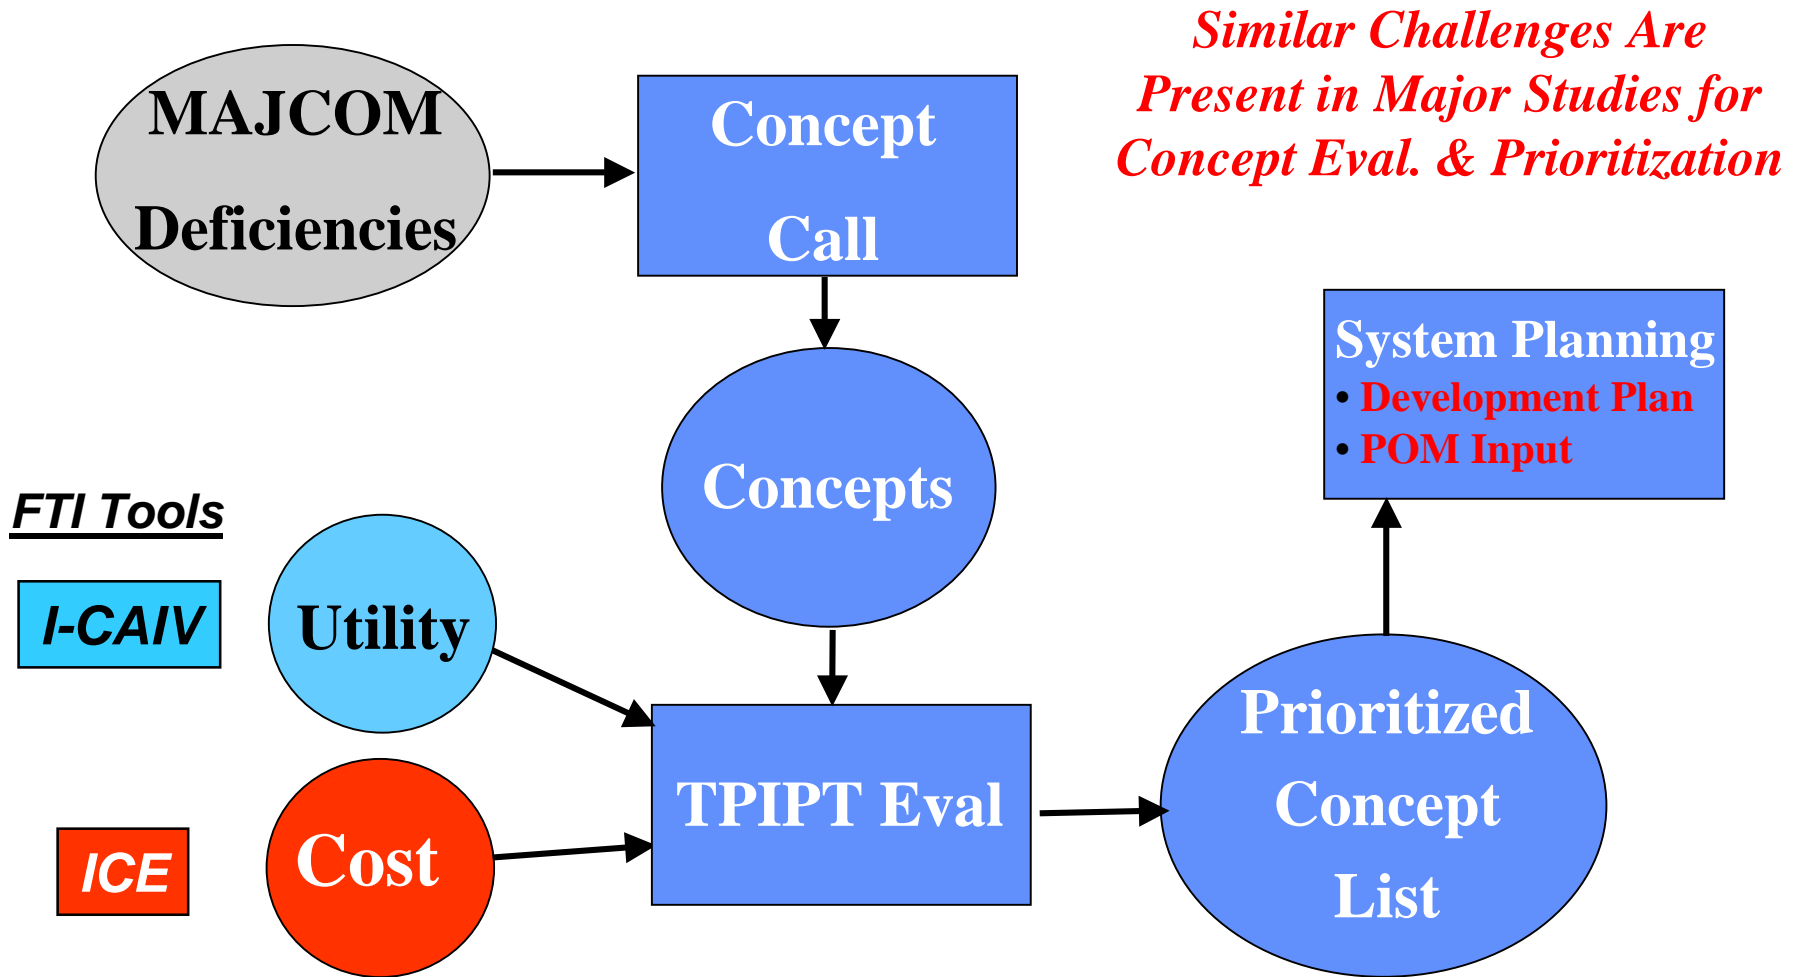 Similar Challenges Are
Present in Major Studies for
Concept Eval. & Prioritization
MAJCOM
Deficiencies
Concept
Call
System Planning
• Development Plan
• POM Input
Concepts
FTI Tools
I-CAIV
Utility
TPIPT Eval
Prioritized
Concept
List
ICE
Cost